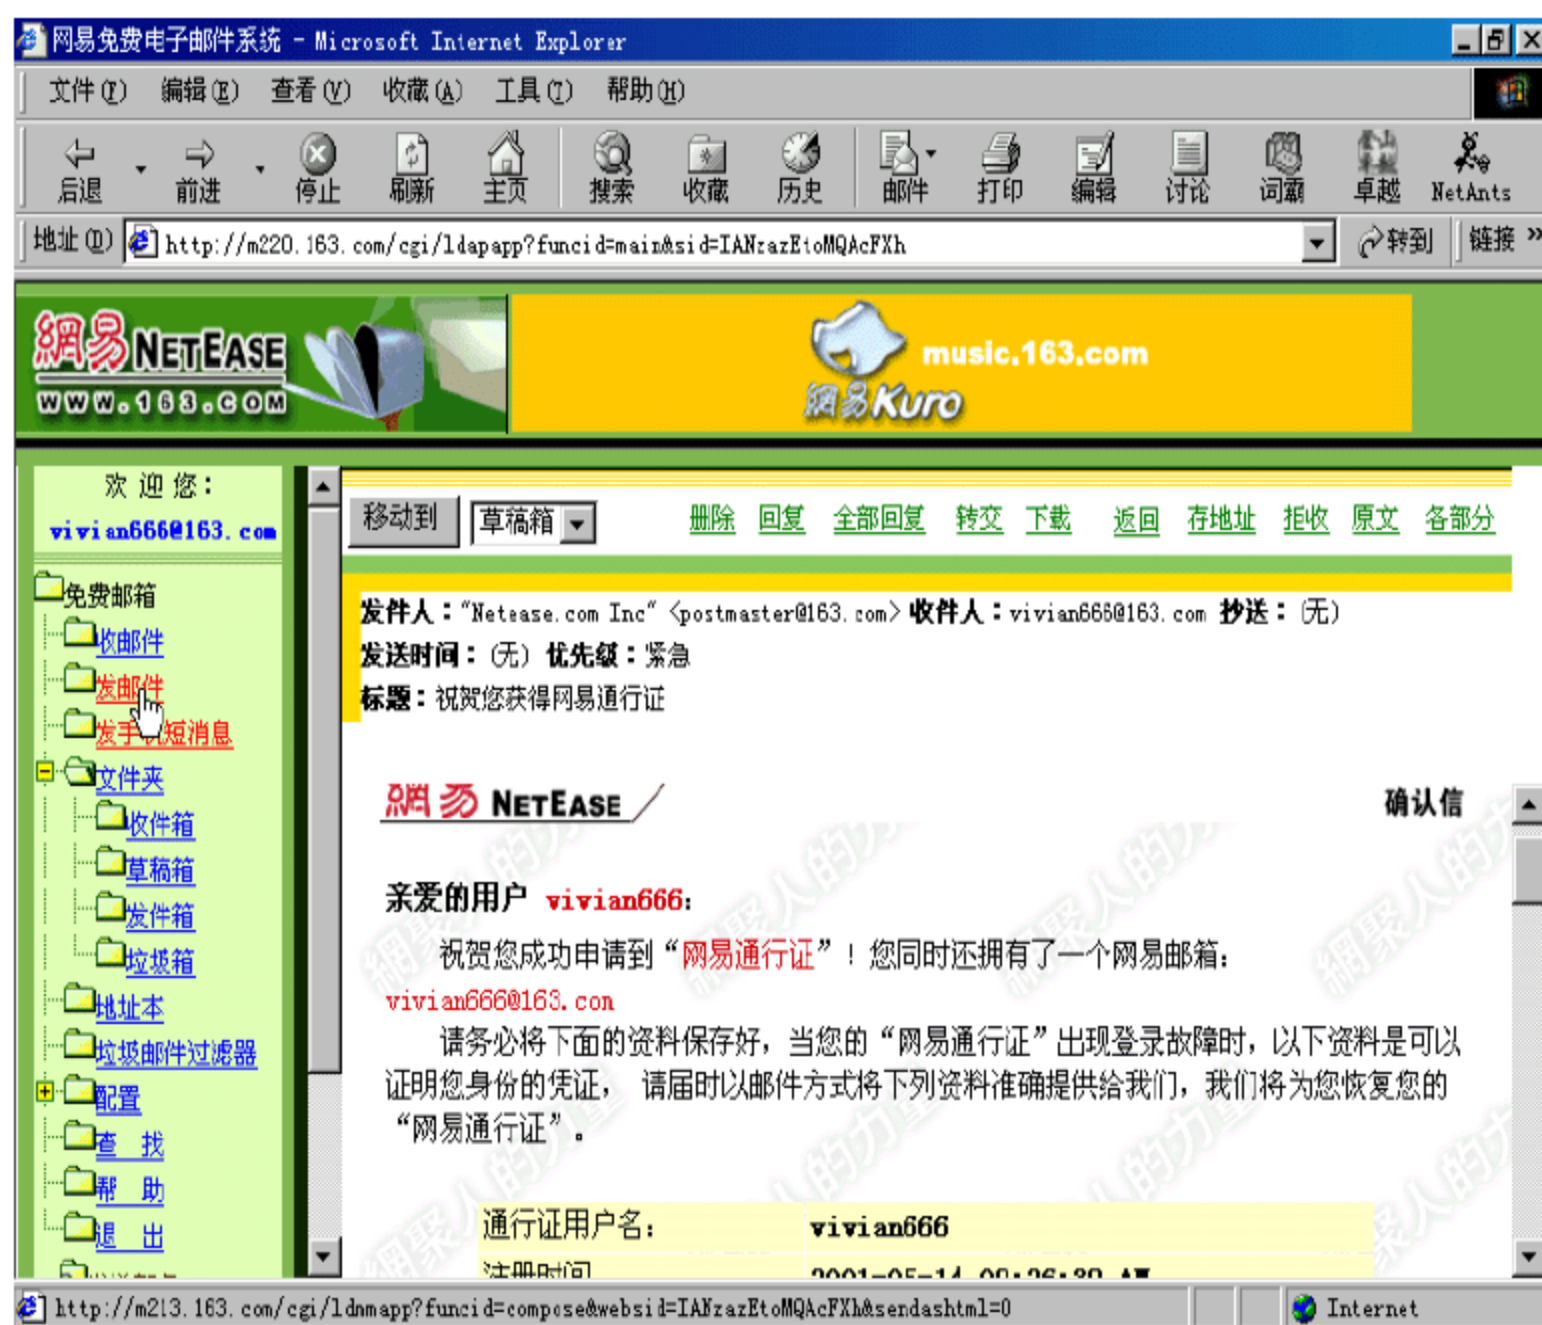 网易免费电子邮件系统 - Microsoft Internet Explorer
文件(F) 编辑(E) 查看(V) 收藏(A) 工具(T) 帮助(H)
后退 前进 停止 刷新 主页 搜索 收藏 历史 邮件 打印 编辑 讨论 词霸 卓越 NetAnts
地址(D) http://m220.163.com/cgi/ldapapp?funcid=main&sid=IANzazEtoMQAcFXh 转到 链接 »
網易 NETEASE
www.163.com
music.163.com
網易Kuro
欢 迎 您：
vivian666@163.com
免费邮箱
收邮件
发邮件
发手机短消息
文件夹
收件箱
草稿箱
发件箱
垃圾箱
地址本
垃圾邮件过滤器
配置
查 找
帮 助
退 出
移动到 草稿箱 删除 回复 全部回复 转交 下载 返回 存地址 拒收 原文 各部分
发件人："Netease.com Inc" <postmaster@163.com> 收件人：vivian666@163.com 抄送： (无)
发送时间： (无) 优先级：紧急
标题：祝贺您获得网易通行证
網易 NETEASE 确认信
亲爱的用户 vivian666:
祝贺您成功申请到“网易通行证”！您同时还拥有了一个网易邮箱:
vivian666@163.con
请务必将下面的资料保存好，当您的“网易通行证”出现登录故障时，以下资料是可以
证明您身份的凭证， 请届时以邮件方式将下列资料准确提供给我们，我们将为您恢复您的
“网易通行证”。
通行证用户名: vivian666
注册时间 2001-05-14 08:26:39 AM
網聚人的力量
http://m213.163.com/cgi/ldnmapp?funcid=compose&websid=IANzazEtoMQAcFXh&sendashtml=0 Internet